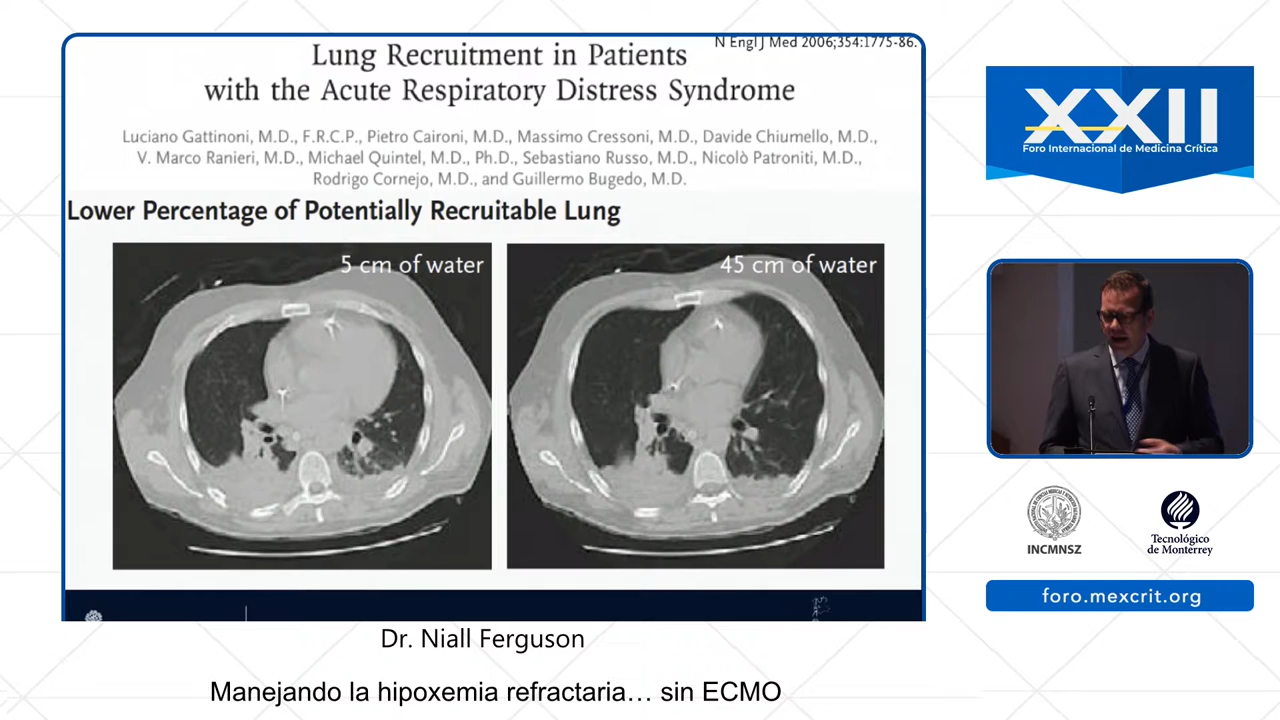 N Engl J Med 2006;354:1775-86.
Lung Recruitment in Patients
with the Acute Respiratory Distress Syndrome
Luciano Gattinoni, M.D., F.R.C.P., Pietro Caironi, M.D., Massimo Cressoni, M.D., Davide Chiumello, M.D.,
V. Marco Ranieri, M.D., Michael Quintel, M.D., Ph.D., Sebastiano Russo, M.D., Nicolò Patroniti, M.D.,
Rodrigo Cornejo, M.D., and Guillermo Bugedo, M.D.
Lower Percentage of Potentially Recruitable Lung
5 cm of water
45 cm of water
Dr. Niall Ferguson
Manejando la hipoxemia refractaria… sin ECMO
XXII
Foro Internacional de Medicina Crítica
INCMNSZ
Tecnológico
de Monterrey
foro.mexcrit.org